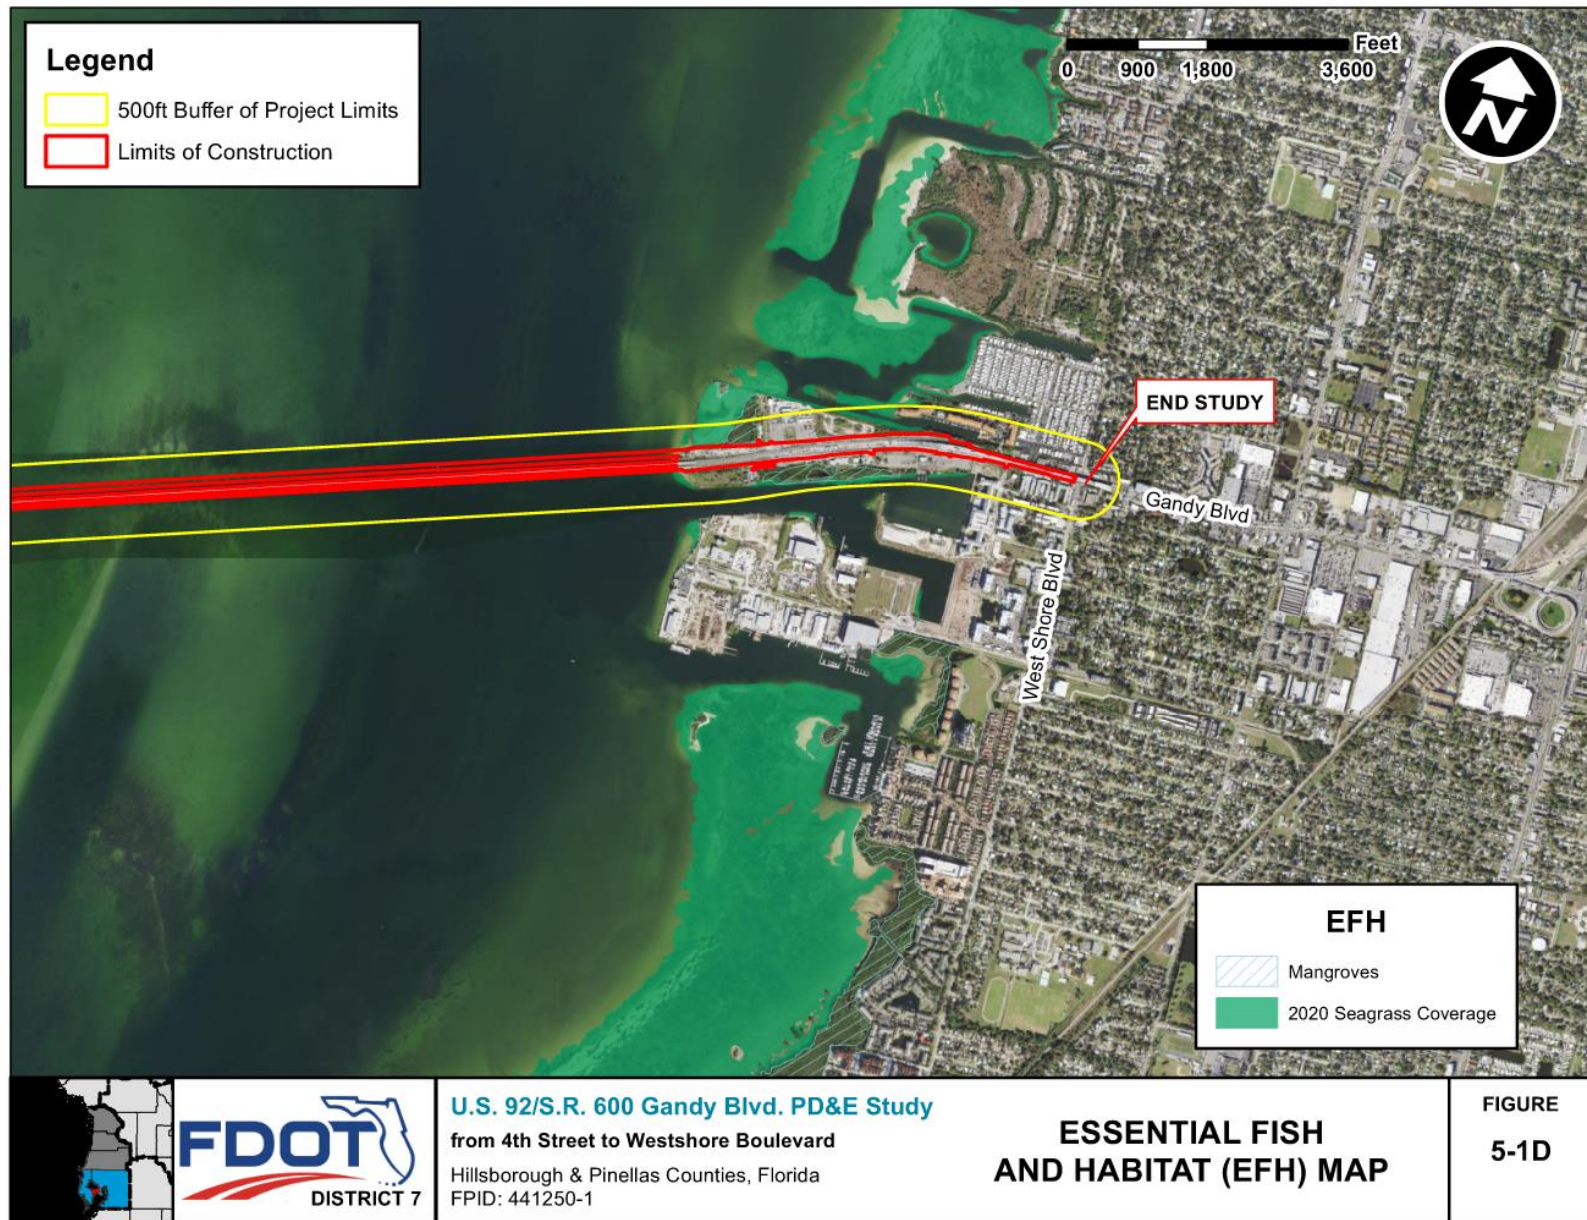 Legend
500ft Buffer of Project Limits
Limits of Construction
Feet
0 900 1,800 3,600
N
END STUDY
Gandy Blvd
West Shore Blvd
EFH
Mangroves
2020 Seagrass Coverage
FDOT
DISTRICT 7
U.S. 92/S.R. 600 Gandy Blvd. PD&E Study
from 4th Street to Westshore Boulevard
Hillsborough & Pinellas Counties, Florida
FPID: 441250-1
ESSENTIAL FISH
AND HABITAT (EFH) MAP
FIGURE
5-1D